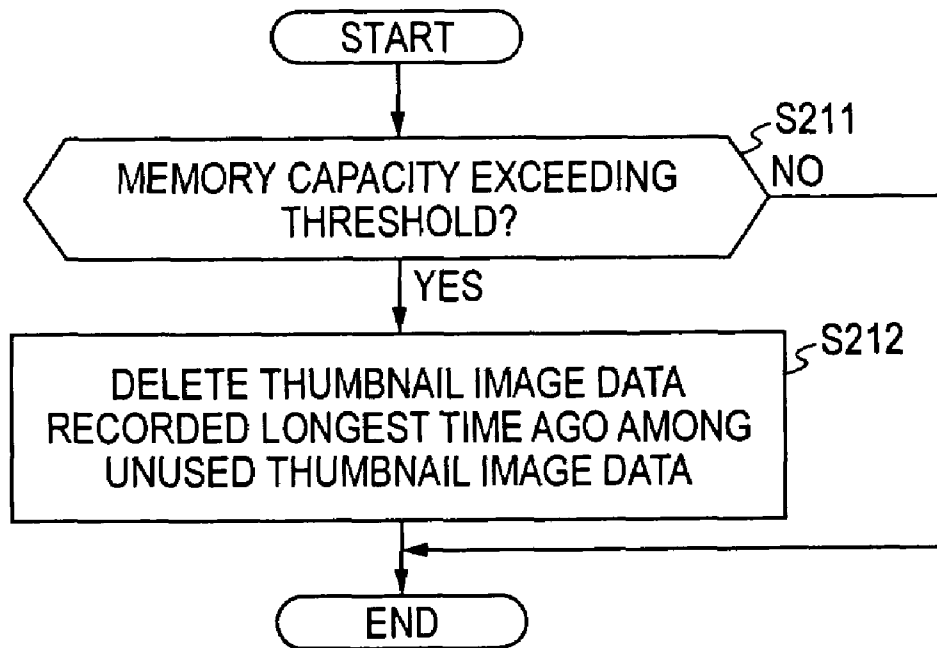 START
S211
MEMORY CAPACITY EXCEEDING
THRESHOLD?
NO
YES
S212
DELETE THUMBNAIL IMAGE DATA
RECORDED LONGEST TIME AGO AMONG
UNUSED THUMBNAIL IMAGE DATA
END